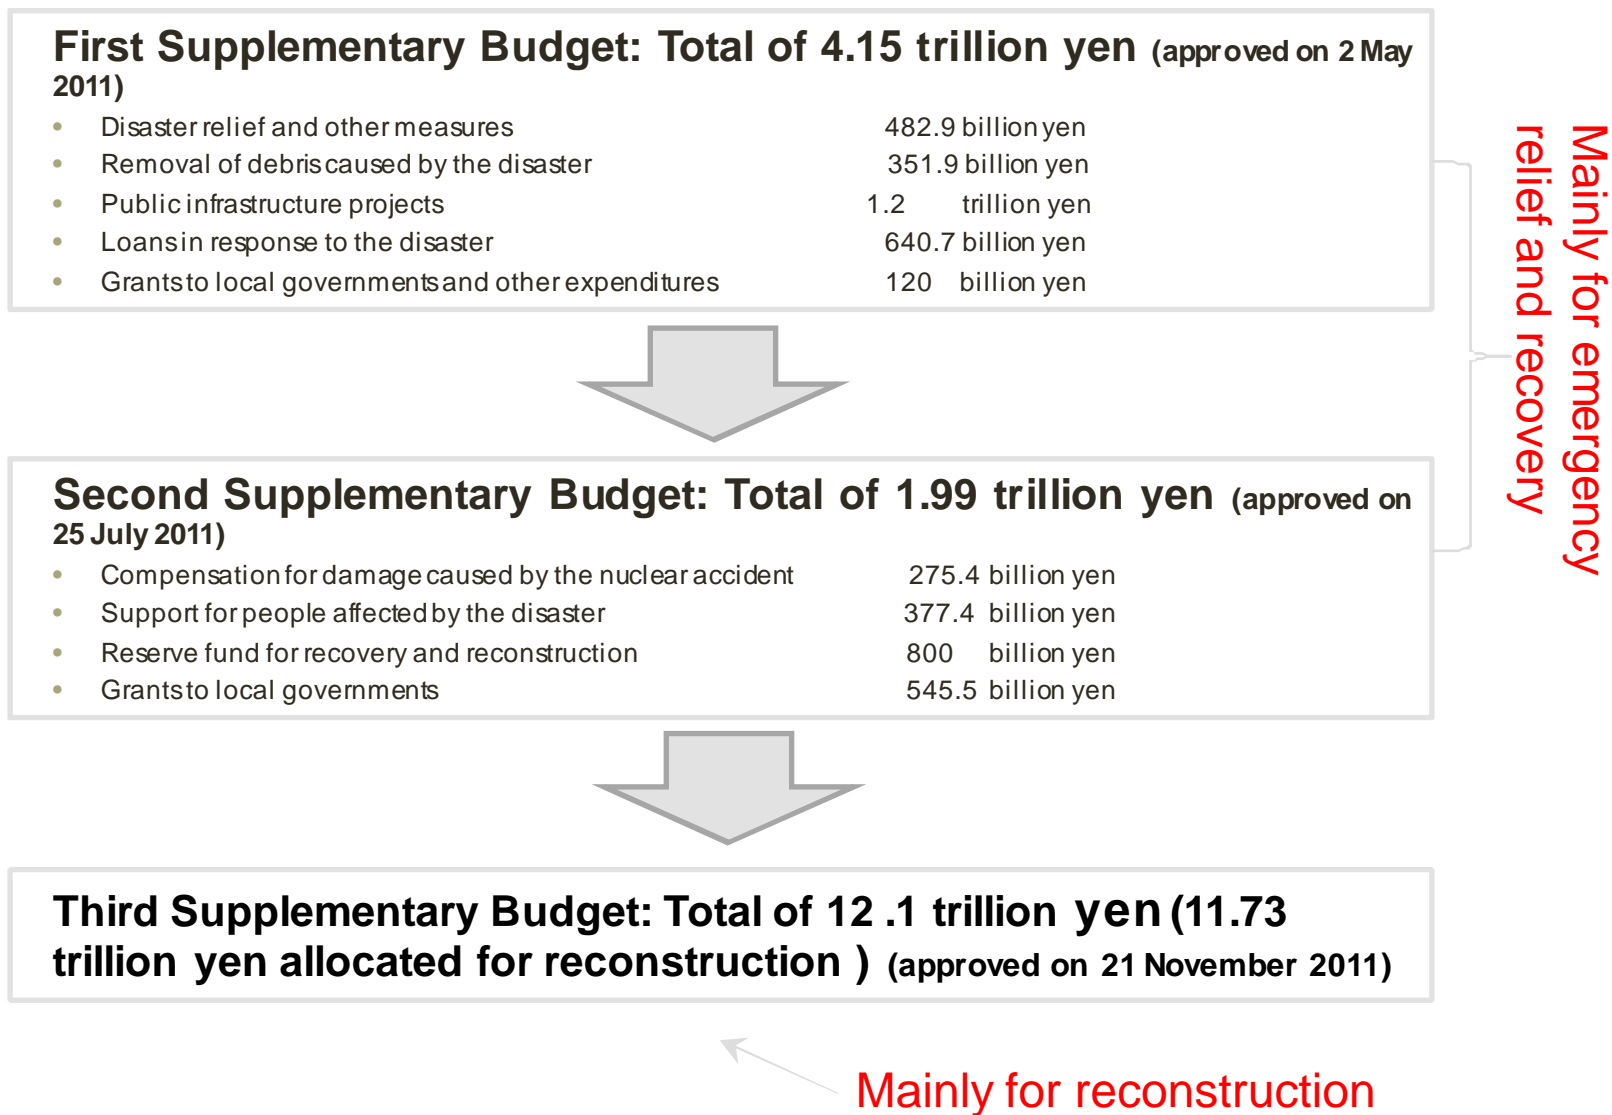 First Supplementary Budget: Total of 4.15 trillion yen (approved on 2 May
2011)
• Disaster relief and other measures 482.9 billion yen
• Removal of debris caused by the disaster 351.9 billion yen
• Public infrastructure projects 1.2 trillion yen
• Loans in response to the disaster 640.7 billion yen
• Grants to local governments and other expenditures 120 billion yen
Mainly for emergency
relief and recovery
Second Supplementary Budget: Total of 1.99 trillion yen (approved on
25 July 2011)
• Compensation for damage caused by the nuclear accident 275.4 billion yen
• Support for people affected by the disaster 377.4 billion yen
• Reserve fund for recovery and reconstruction 800 billion yen
• Grants to local governments 545.5 billion yen
Third Supplementary Budget: Total of 12 .1 trillion yen (11.73
trillion yen allocated for reconstruction ) (approved on 21 November 2011)
Mainly for reconstruction